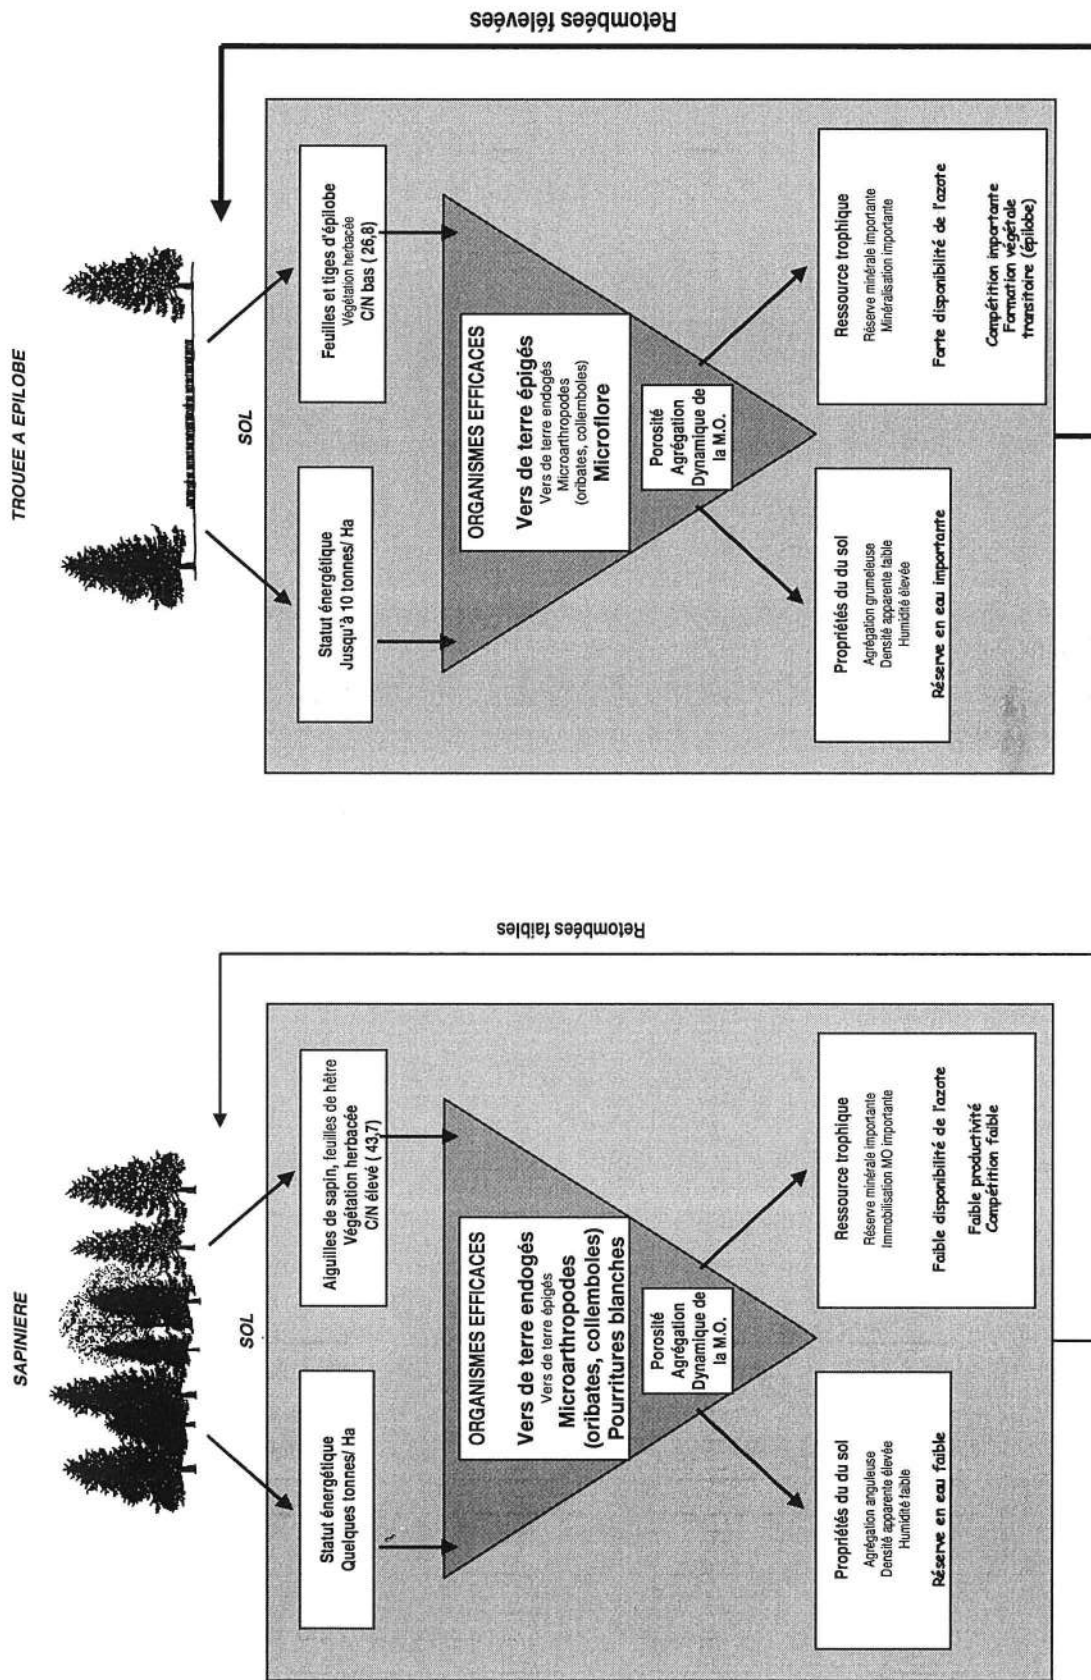 SAPINIERE
SOL
Statut énergétique
Quelques tonnes/ Ha
Aiguilles de sapin, feuilles de hêtre
Végétation herbacée
C/N élevé ( 43,7)
ORGANISMES EFFICACES
Vers de terre endogés
Vers de terre épigés
Microarthropodes
(oribates, collemboles)
Pourritures blanches
Porosité
Agrégation
Dynamique de
la M.O.
Propriétés du du sol
Agrégation anguleuse
Densité apparente élevée
Humidité faible
Réserve en eau faible
Ressource trophique
Réserve minérale importante
Immobilisation MO importante
Faible disponibilité de l'azote
Faible productivité
Compétition faible
Retombées faibles
TROUEE A EPILOBE
SOL
Statut énergétique
Jusqu'à 10 tonnes/ Ha
Feuilles et tiges d'épilobe
Végétation herbacée
C/N bas ( 26,8)
ORGANISMES EFFICACES
Vers de terre épigés
Vers de terre endogés
Microarthropodes
(oribates, collemboles)
Microflore
Porosité
Agrégation
Dynamique de
la M.O.
Propriétés du du sol
Agrégation grumeleuse
Densité apparente faible
Humidité élevée
Réserve en eau importante
Ressource trophique
Réserve minérale importante
Minéralisation importante
Forte disponibilité de l'azote
Compétition importante
Formation végétale
transitoire (épilobe)
Retombées félevées